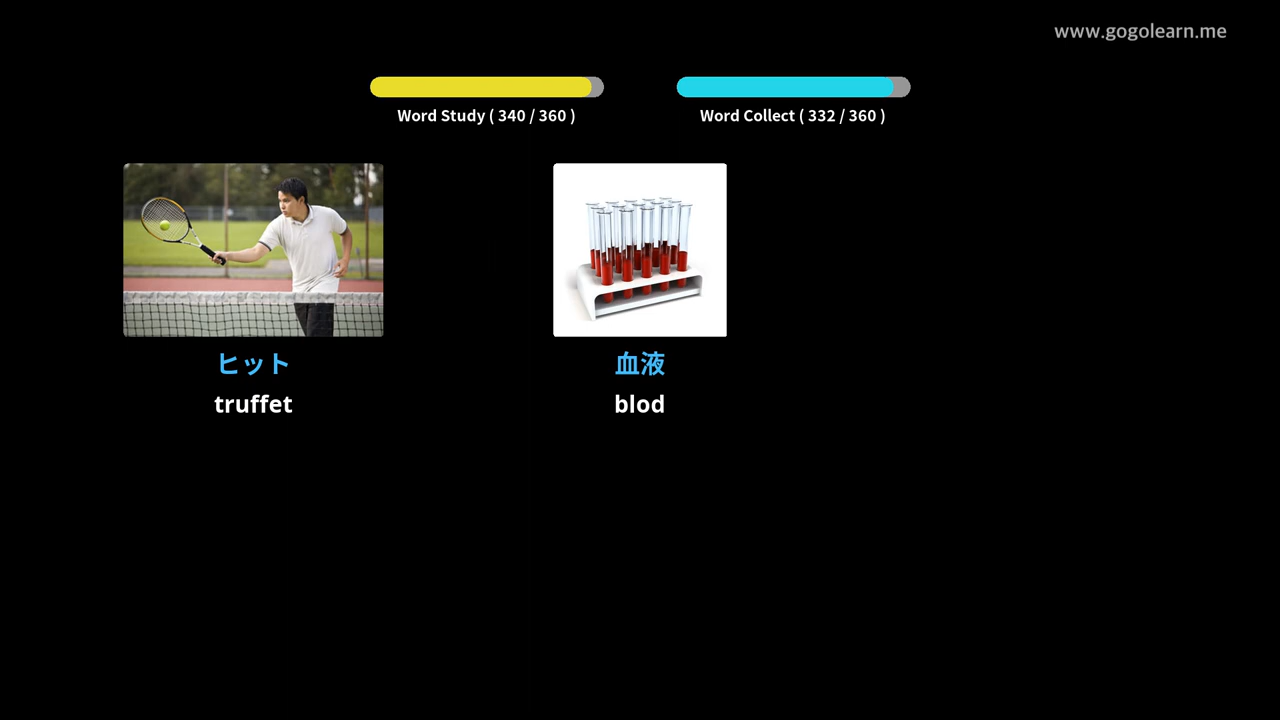 www.gogolearn.me
Word Study ( 340 / 360 )
Word Collect ( 332 / 360 )
ヒット
truffet
血液
blod